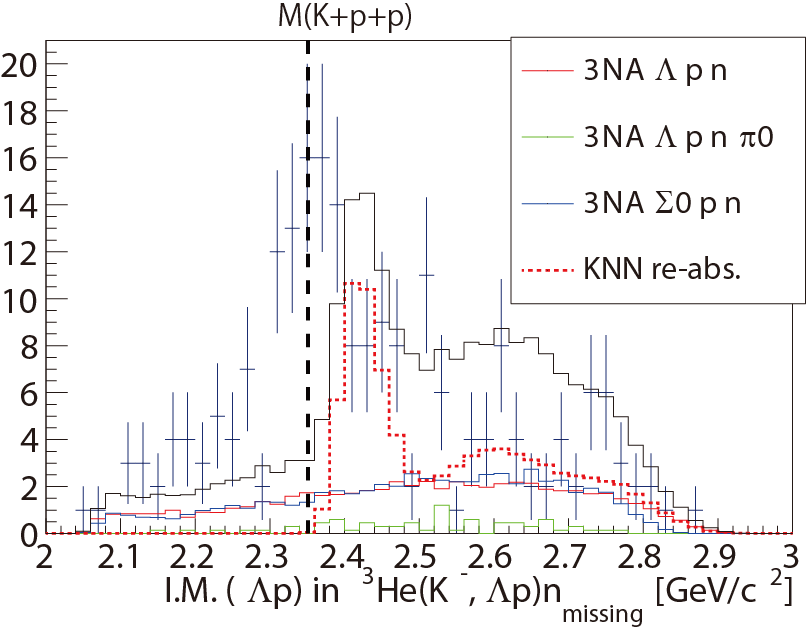 M(K+p+p)
20
18
16
14
12
10
8
6
4
2
0
3NA Λ p n
3NA Λ p n π0
3NA Σ0 p n
KNN re-abs.
2 2.1 2.2 2.3 2.4 2.5 2.6 2.7 2.8 2.9 3
I.M. ( Λp) in ³He(K⁻, Λp)n missing [GeV/c²]